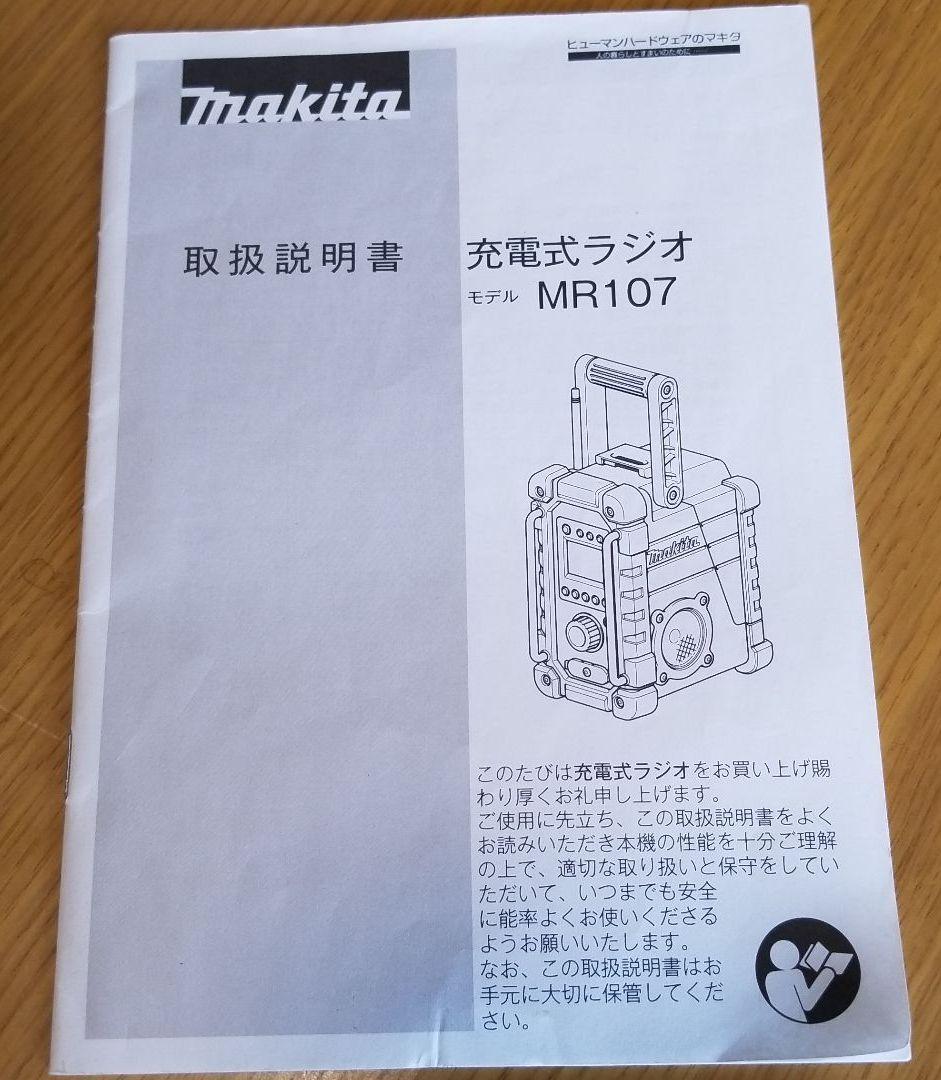 ヒューマンハードウェアのマキタ
人の暮らしとすまいのために……
makita
取扱説明書
充電式ラジオ
モデル MR107
makita
このたびは充電式ラジオをお買い上げ賜
わり厚くお礼申し上げます。
ご使用に先立ち、この取扱説明書をよく
お読みいただき本機の性能を十分ご理解
の上で、適切な取り扱いと保守をしてい
ただいて、いつまでも安全
に能率よくお使いくださる
ようお願いいたします。
なお、この取扱説明書はお
手元に大切に保管してくだ
さい。